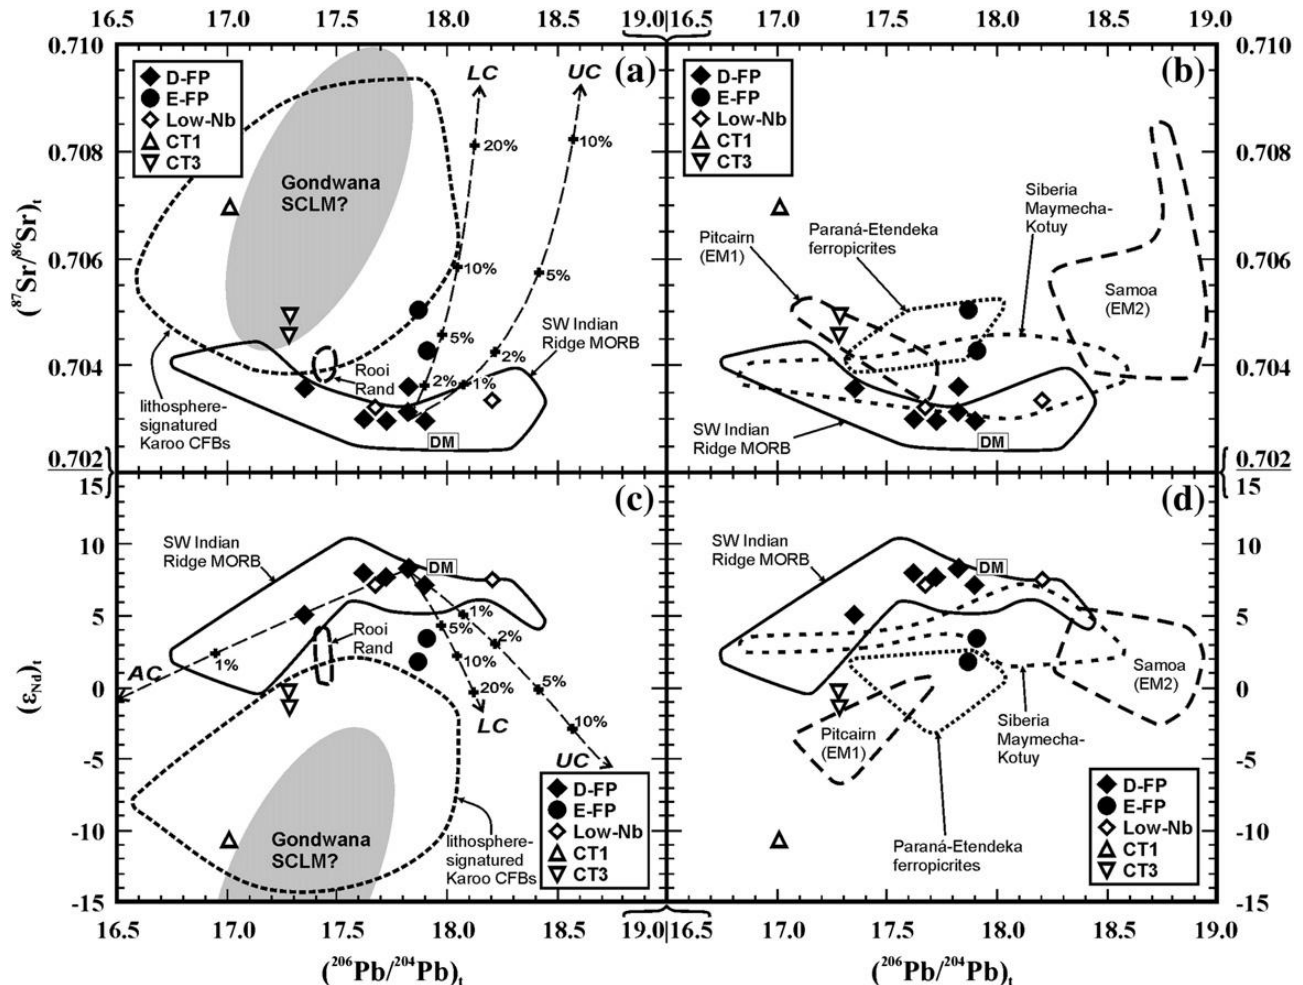 16.5 17.0 17.5 18.0 18.5 16.5 17.0 17.5 18.0 18.5 19.0
0.710
0.708
0.706
0.704
0.702
(⁸⁷Sr/⁸⁶Sr)t
(a)
D-FP
E-FP
Low-Nb
CT1
CT3
Gondwana
SCLM?
LC
UC
20%
10%
5%
2%
10%
5%
2%
1%
SW Indian
Ridge MORB
Rooi
Rand
lithosphere-
signatured
Karoo CFBs
DM
(b)
D-FP
E-FP
Low-Nb
CT1
CT3
Pitcairn
(EM1)
Paraná-Etendeka
ferropicrites
Siberia
Maymecha-
Kotuy
Samoa
(EM2)
SW Indian
Ridge MORB
DM
0.710
0.708
0.706
0.704
0.702
15
10
5
0
-5
-10
-15
(εNd)t
(c)
SW Indian
Ridge MORB
DM
Rooi
Rand
AC
1%
1%
2%
5%
10%
UC
5%
10%
20%
LC
Gondwana
SCLM?
lithosphere-
signatured
Karoo CFBs
D-FP
E-FP
Low-Nb
CT1
CT3
(d)
SW Indian
Ridge MORB
DM
Samoa
(EM2)
Pitcairn
(EM1)
Siberia
Maymecha-
Kotuy
Paraná-Etendeka
ferropicrites
D-FP
E-FP
Low-Nb
CT1
CT3
15
10
5
0
-5
-10
-15
16.5 17.0 17.5 18.0 18.5 19.0 16.5 17.0 17.5 18.0 18.5 19.0
(²⁰⁶Pb/²⁰⁴Pb)t (²⁰⁶Pb/²⁰⁴Pb)t